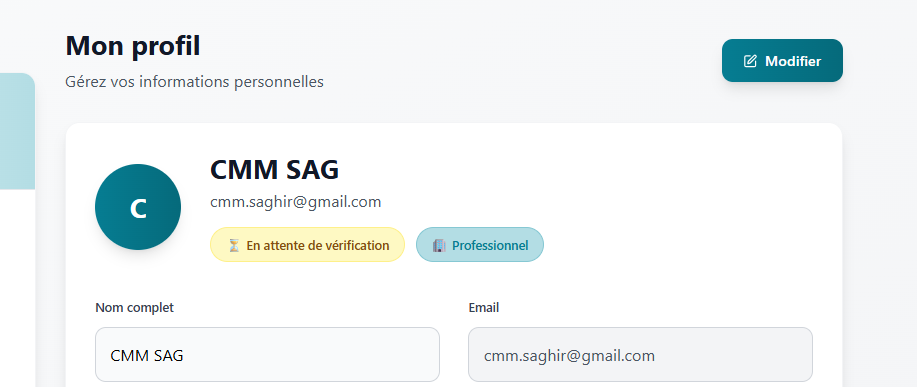 Mon profil
Gérez vos informations personnelles
Modifier
C
CMM SAG
cmm.saghir@gmail.com
En attente de vérification
Professionnel
Nom complet
Email
CMM SAG
cmm.saghir@gmail.com